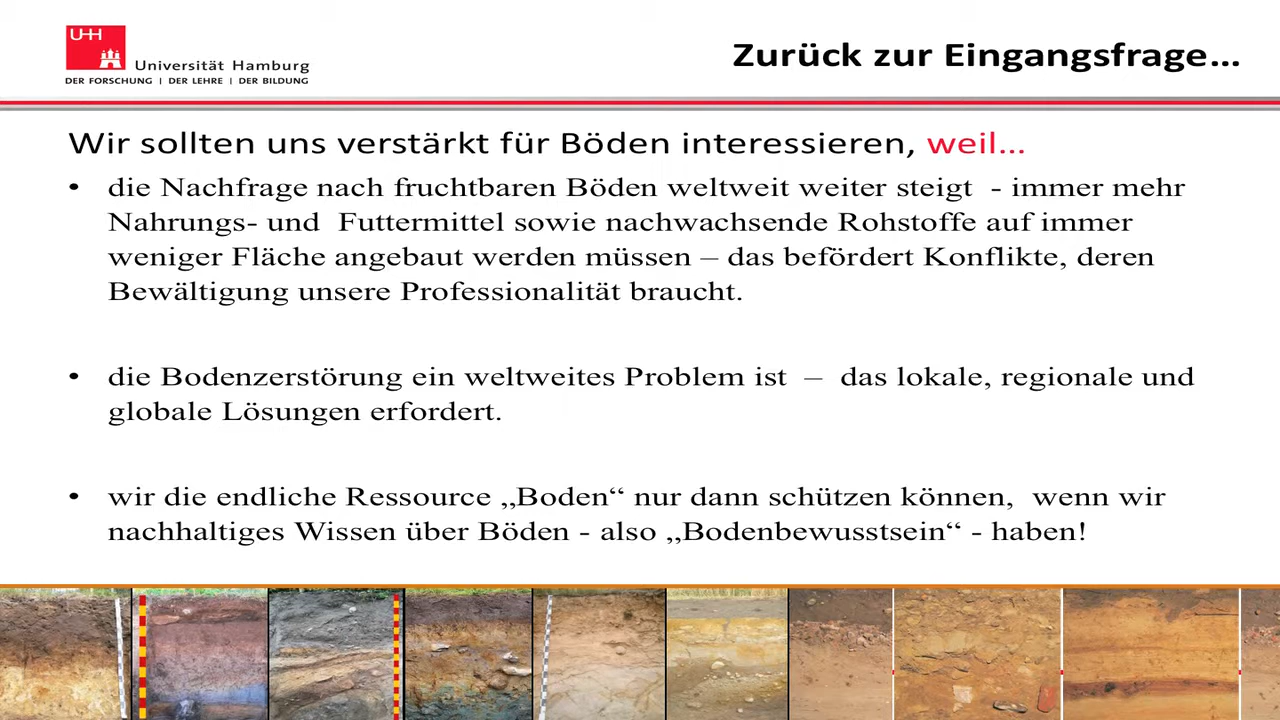 UHH
Universität Hamburg
DER FORSCHUNG | DER LEHRE | DER BILDUNG
Zurück zur Eingangsfrage...
Wir sollten uns verstärkt für Böden interessieren, weil...
• die Nachfrage nach fruchtbaren Böden weltweit weiter steigt - immer mehr
Nahrungs- und Futtermittel sowie nachwachsende Rohstoffe auf immer
weniger Fläche angebaut werden müssen – das befördert Konflikte, deren
Bewältigung unsere Professionalität braucht.
• die Bodenzerstörung ein weltweites Problem ist – das lokale, regionale und
globale Lösungen erfordert.
• wir die endliche Ressource „Boden“ nur dann schützen können, wenn wir
nachhaltiges Wissen über Böden - also „Bodenbewusstsein“ - haben!